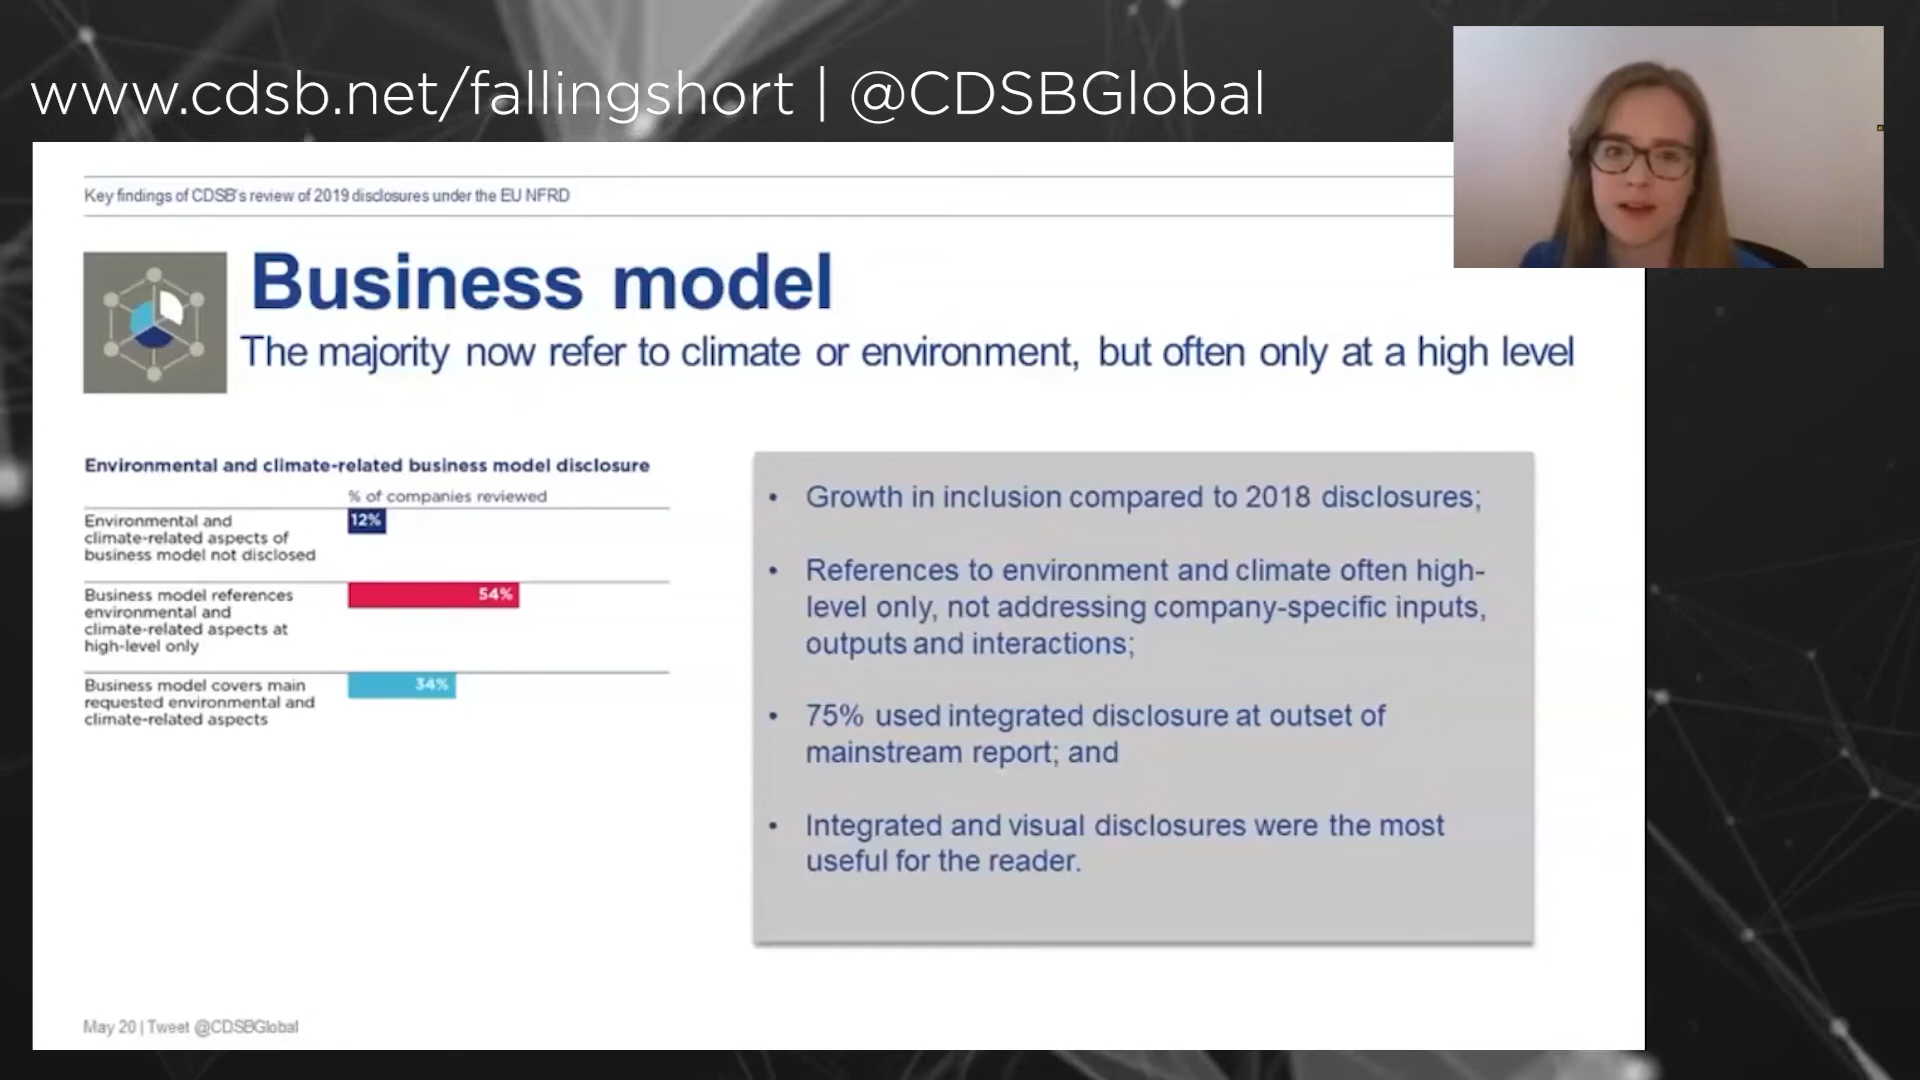 www.cdsb.net/fallingshort | @CDSBGlobal
Key findings of CDSB's review of 2019 disclosures under the EU NFRD
Business model
The majority now refer to climate or environment, but often only at a high level
Environmental and climate-related business model disclosure
% of companies reviewed
Environmental and
climate-related aspects of
business model not disclosed
12%
Business model references
environmental and
climate-related aspects at
high-level only
54%
Business model covers main
requested environmental and
climate-related aspects
34%
• Growth in inclusion compared to 2018 disclosures;
• References to environment and climate often high-
level only, not addressing company-specific inputs,
outputs and interactions;
• 75% used integrated disclosure at outset of
mainstream report; and
• Integrated and visual disclosures were the most
useful for the reader.
May 20 | Tweet @CDSBGlobal